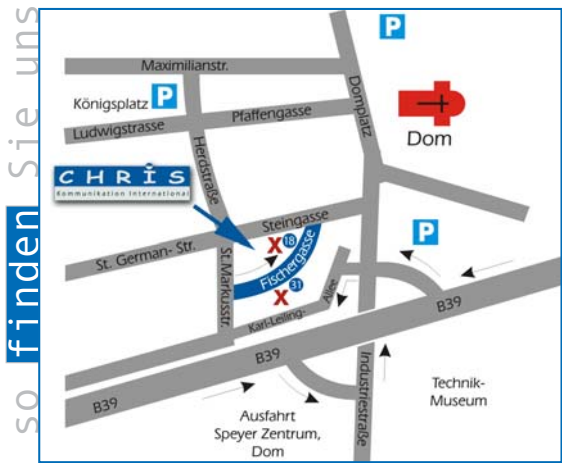 so finden Sie uns
P
Maximilianstr.
Königsplatz P
Domplatz
Pfaffengasse
Ludwigstrasse
Dom
Herdstraße
CHRIS
Kommunikation International
Steingasse
18
P
St. German- Str.
St.Markusstr.
Fischergasse
X
X
31
Karl-Leiling-
Allee
B39
B39
B39
Industriestraße
Technik-
Museum
Ausfahrt
Speyer Zentrum,
Dom